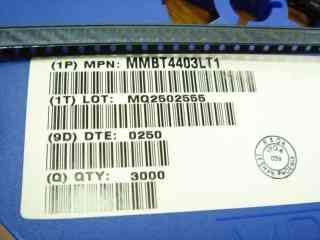 (1P) MPN: MMBT4403LT1
(1T) LOT: MQ2502555
(9D) DTE: 0250
(Q) QTY: 3000